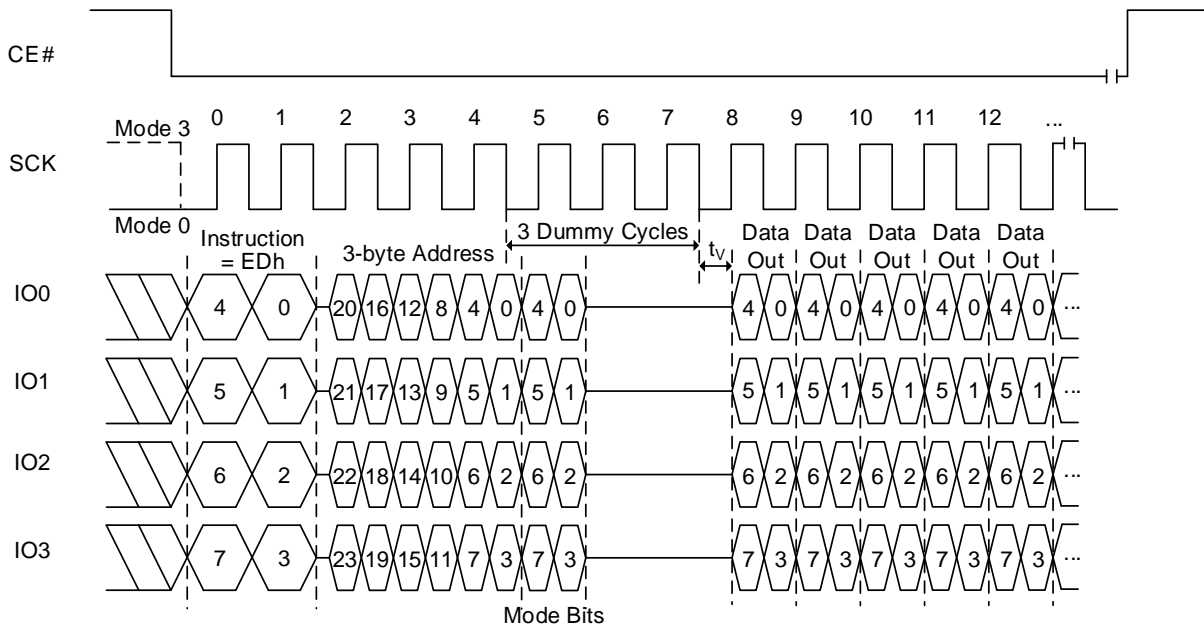 CE#
0 1 2 3 4 5 6 7 8 9 10 11 12 ...
Mode 3
SCK
Mode 0
3 Dummy Cycles
Instruction
= EDh
3-byte Address
tV
Data Data Data Data Data
Out Out Out Out Out
IO0
4 0 20 16 12 8 4 0 4 0 4 0 4 0 4 0 4 0 4 0 ...
IO1
5 1 21 17 13 9 5 1 5 1 5 1 5 1 5 1 5 1 5 1 ...
IO2
6 2 22 18 14 10 6 2 6 2 6 2 6 2 6 2 6 2 6 2 ...
IO3
7 3 23 19 15 11 7 3 7 3 7 3 7 3 7 3 7 3 7 3 ...
Mode Bits